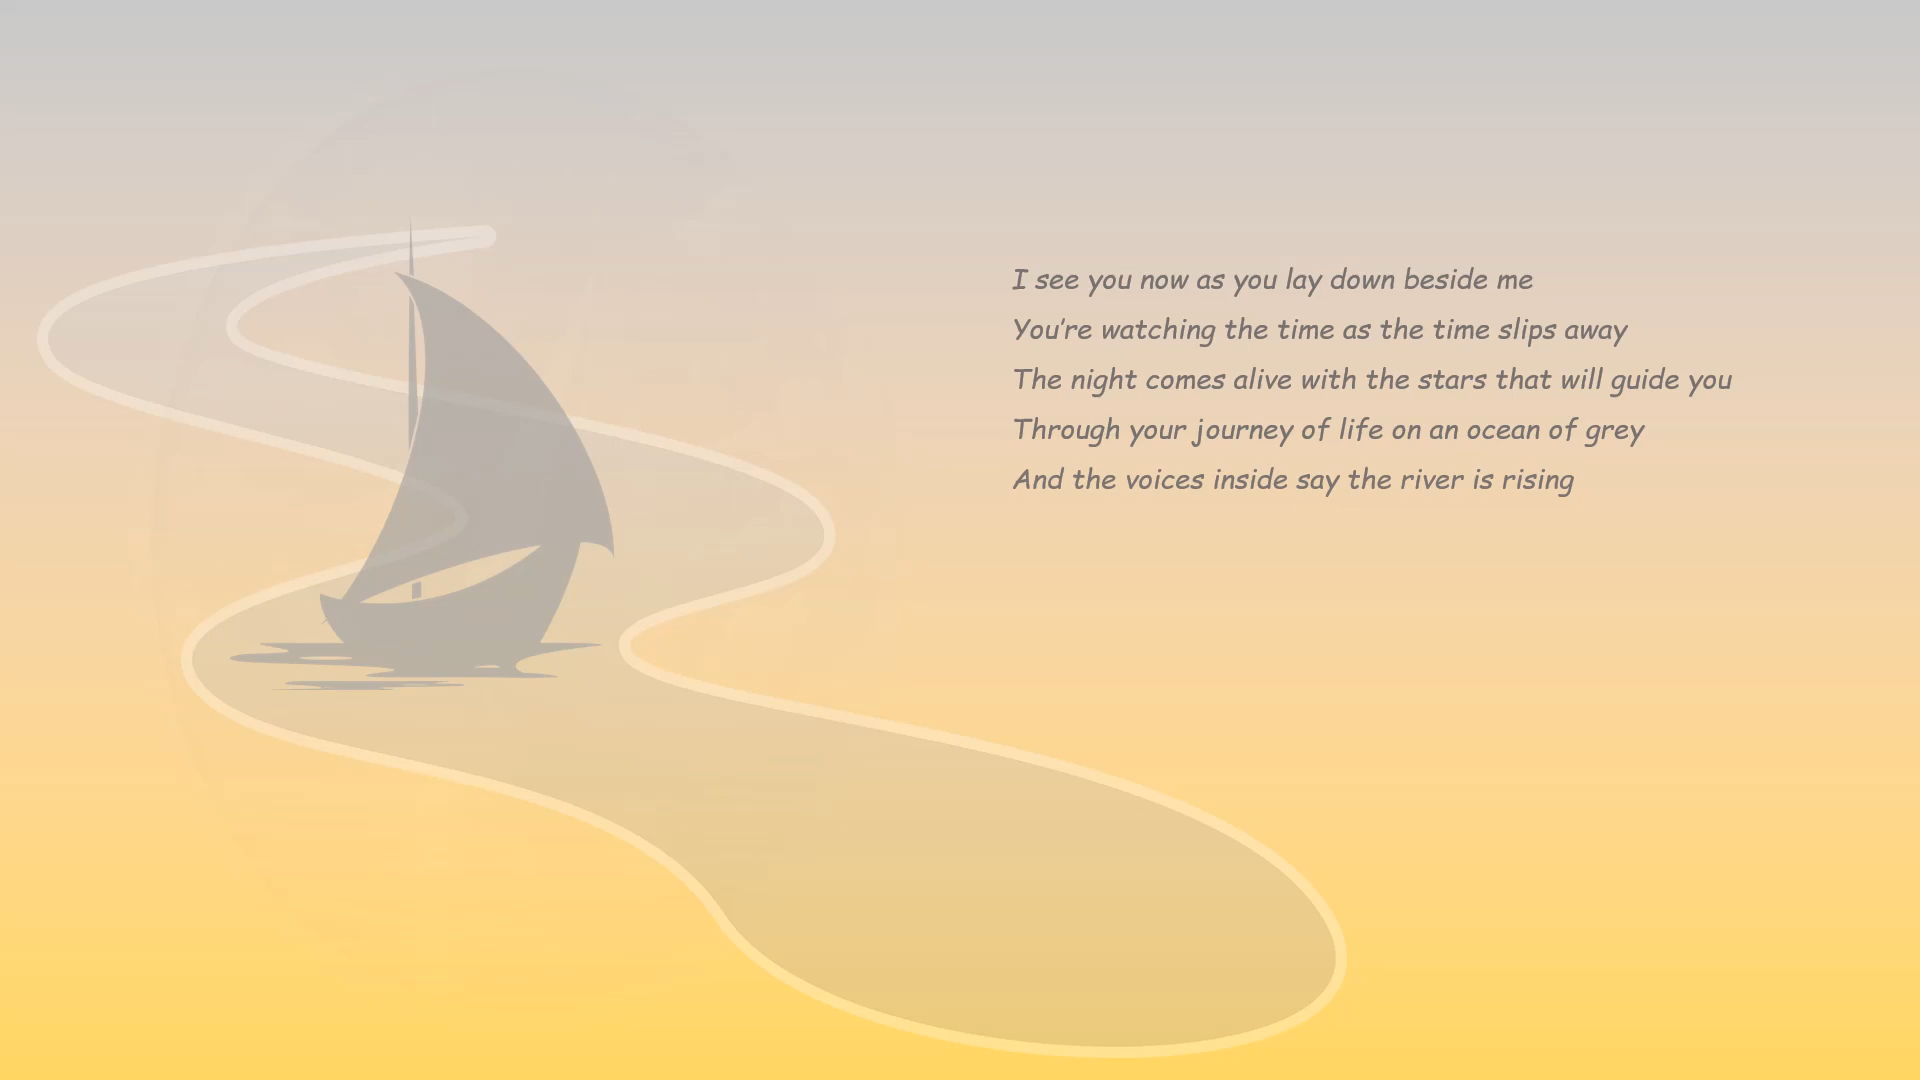 I see you now as you lay down beside me
You're watching the time as the time slips away
The night comes alive with the stars that will guide you
Through your journey of life on an ocean of grey
And the voices inside say the river is rising